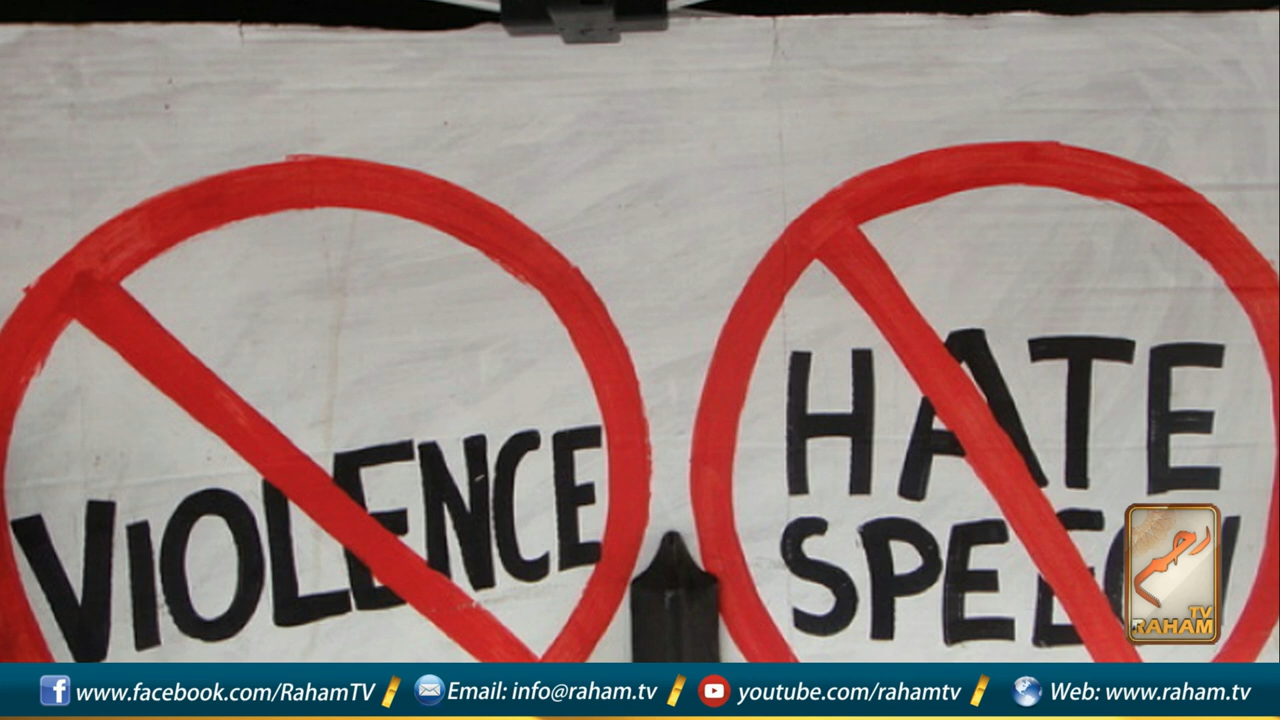 VIOLENCE
HATE
SPEECH
رحم
TV
RAHAM
www.facebook.com/RahamTV
Email: info@raham.tv
youtube.com/rahamtv
Web: www.raham.tv